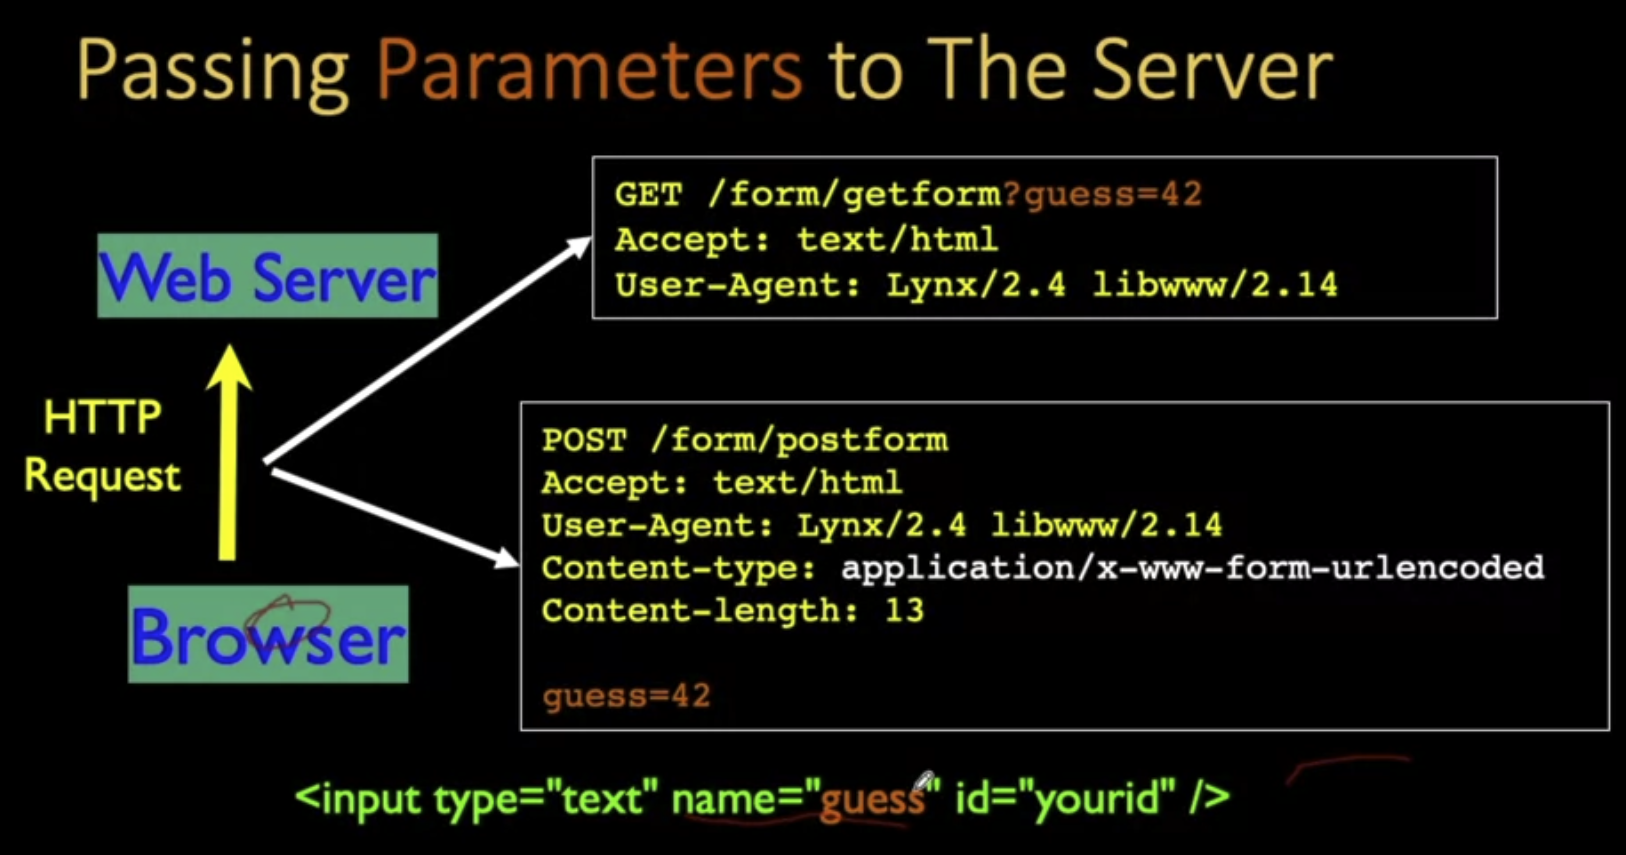 Passing Parameters to The Server
Web Server
HTTP
Request
Browser
GET /form/getform?guess=42
Accept: text/html
User-Agent: Lynx/2.4 libwww/2.14
POST /form/postform
Accept: text/html
User-Agent: Lynx/2.4 libwww/2.14
Content-type: application/x-www-form-urlencoded
Content-length: 13
guess=42
<input type="text" name="guess" id="yourid" />